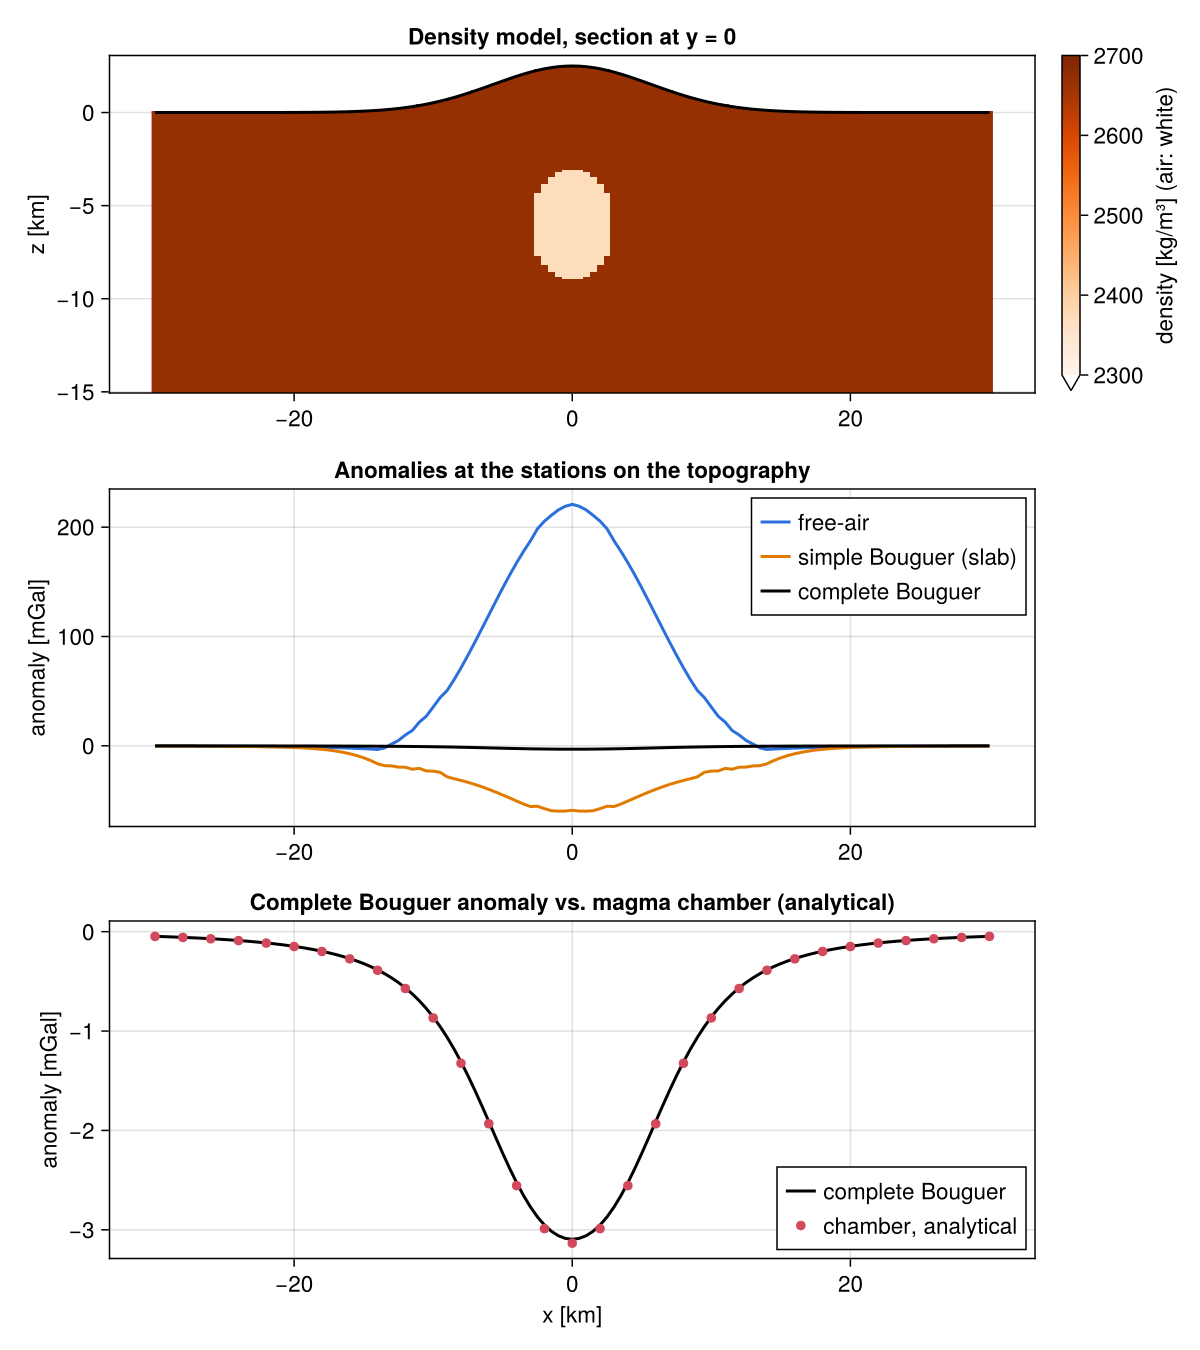 Density model, section at y = 0
0
−5
−10
−15
z [km]
−20
0
20
2700
2600
2500
2400
2300
density [kg/m³] (air: white)
Anomalies at the stations on the topography
200
100
0
anomaly [mGal]
free-air
simple Bouguer (slab)
complete Bouguer
−20
0
20
Complete Bouguer anomaly vs. magma chamber (analytical)
0
−1
−2
−3
anomaly [mGal]
complete Bouguer
chamber, analytical
−20
0
20
x [km]